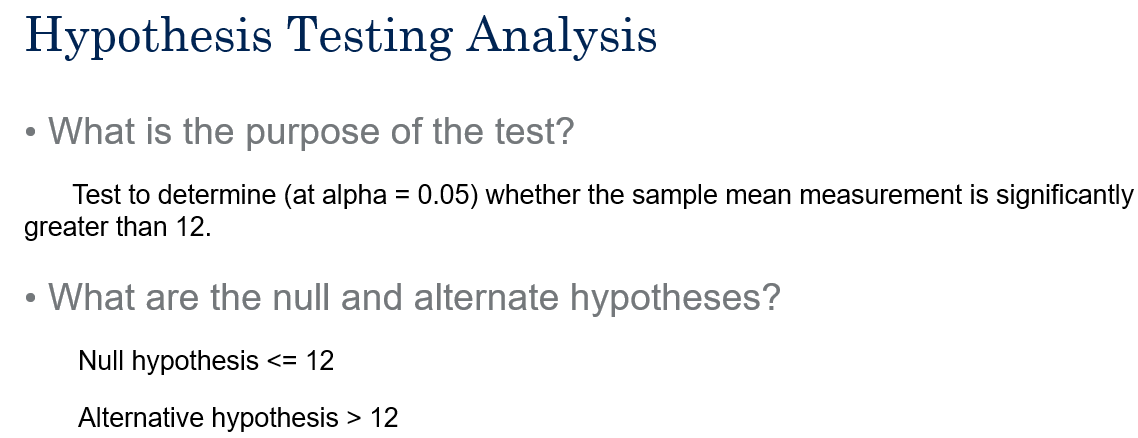 Hypothesis Testing Analysis
• What is the purpose of the test?
Test to determine (at alpha = 0.05) whether the sample mean measurement is significantly
greater than 12.
• What are the null and alternate hypotheses?
Null hypothesis <= 12
Alternative hypothesis > 12